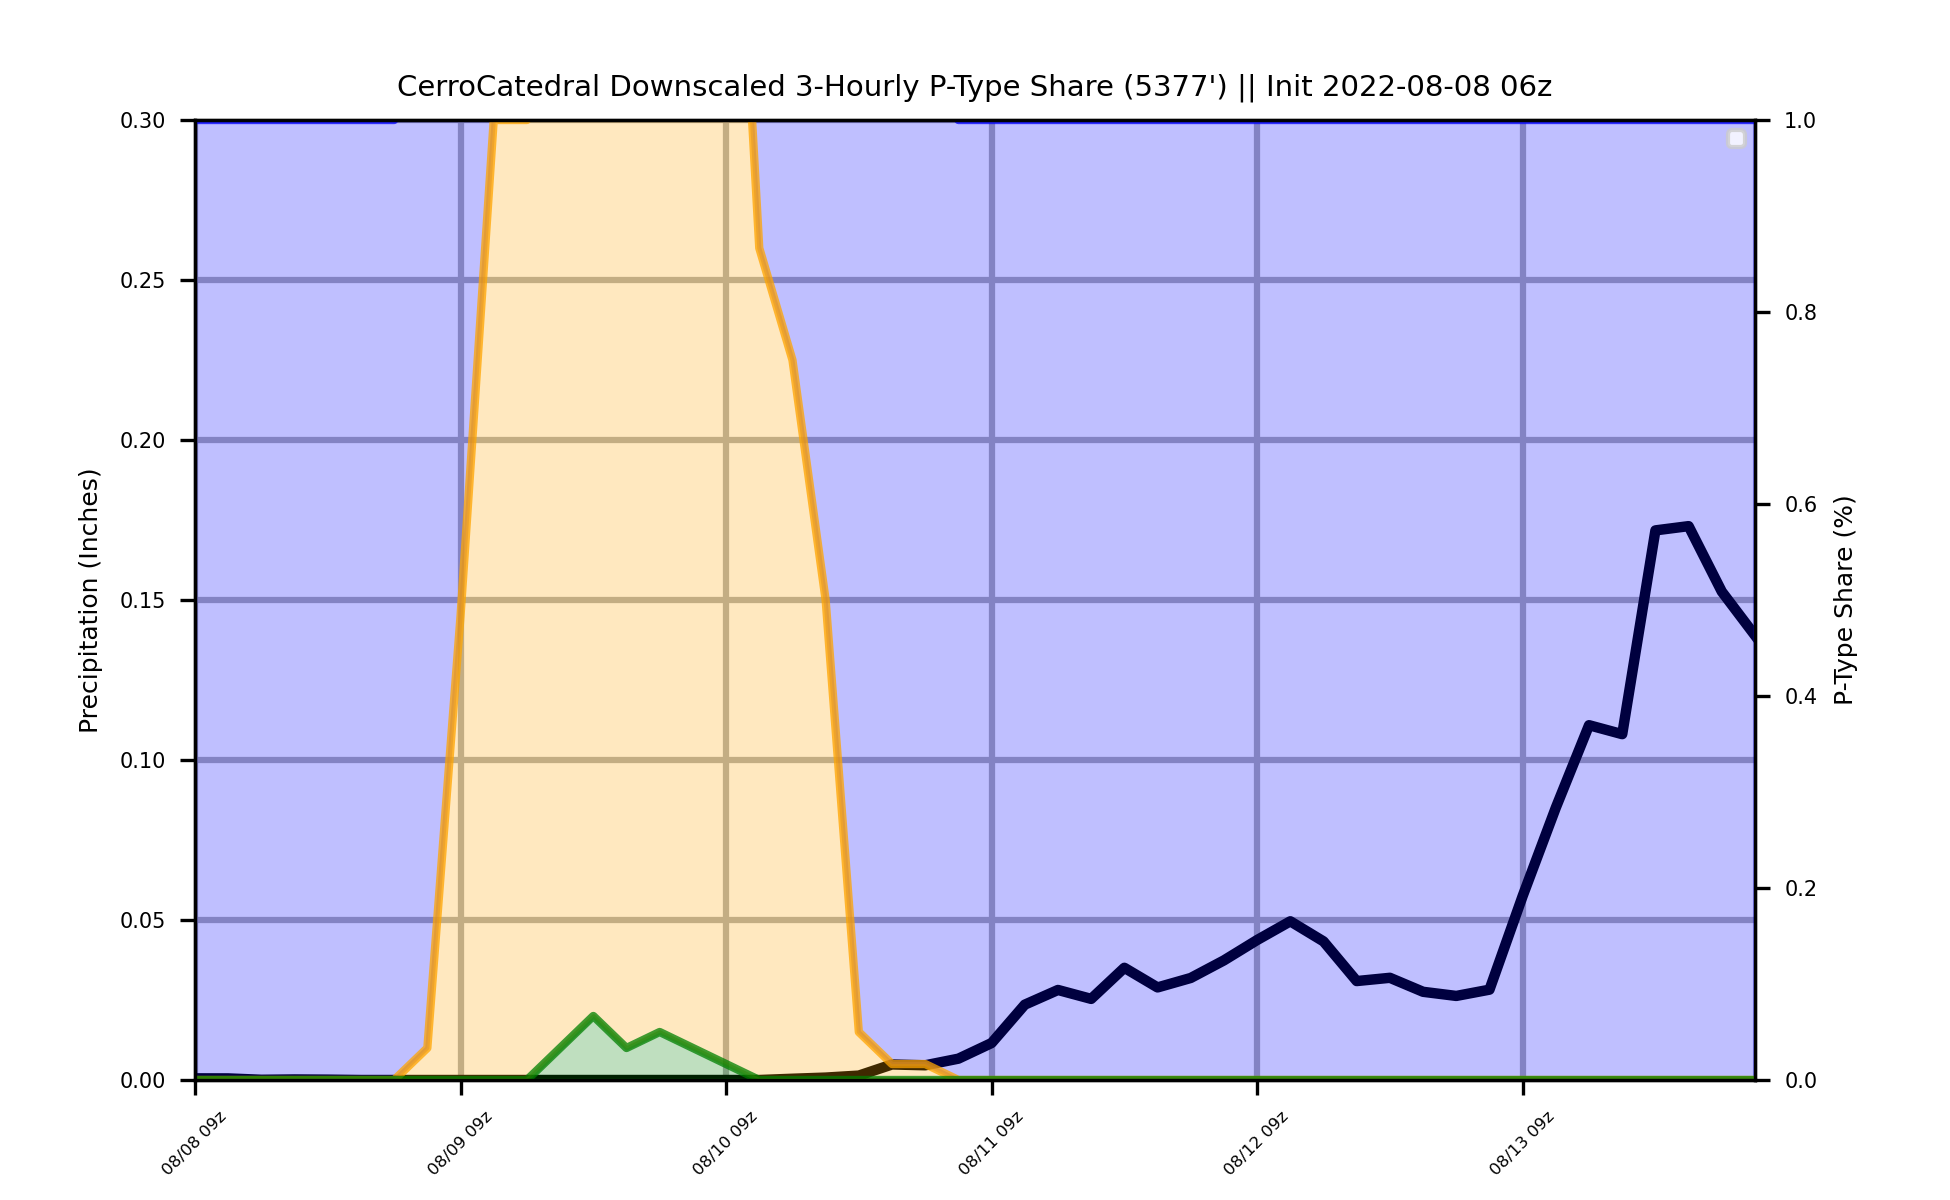 CerroCatedral Downscaled 3-Hourly P-Type Share (5377') || Init 2022-08-08 06z
0.30
0.25
0.20
0.15
0.10
0.05
0.00
Precipitation (Inches)
1.0
0.8
0.6
0.4
0.2
0.0
P-Type Share (%)
08/08 09z
08/09 09z
08/10 09z
08/11 09z
08/12 09z
08/13 09z